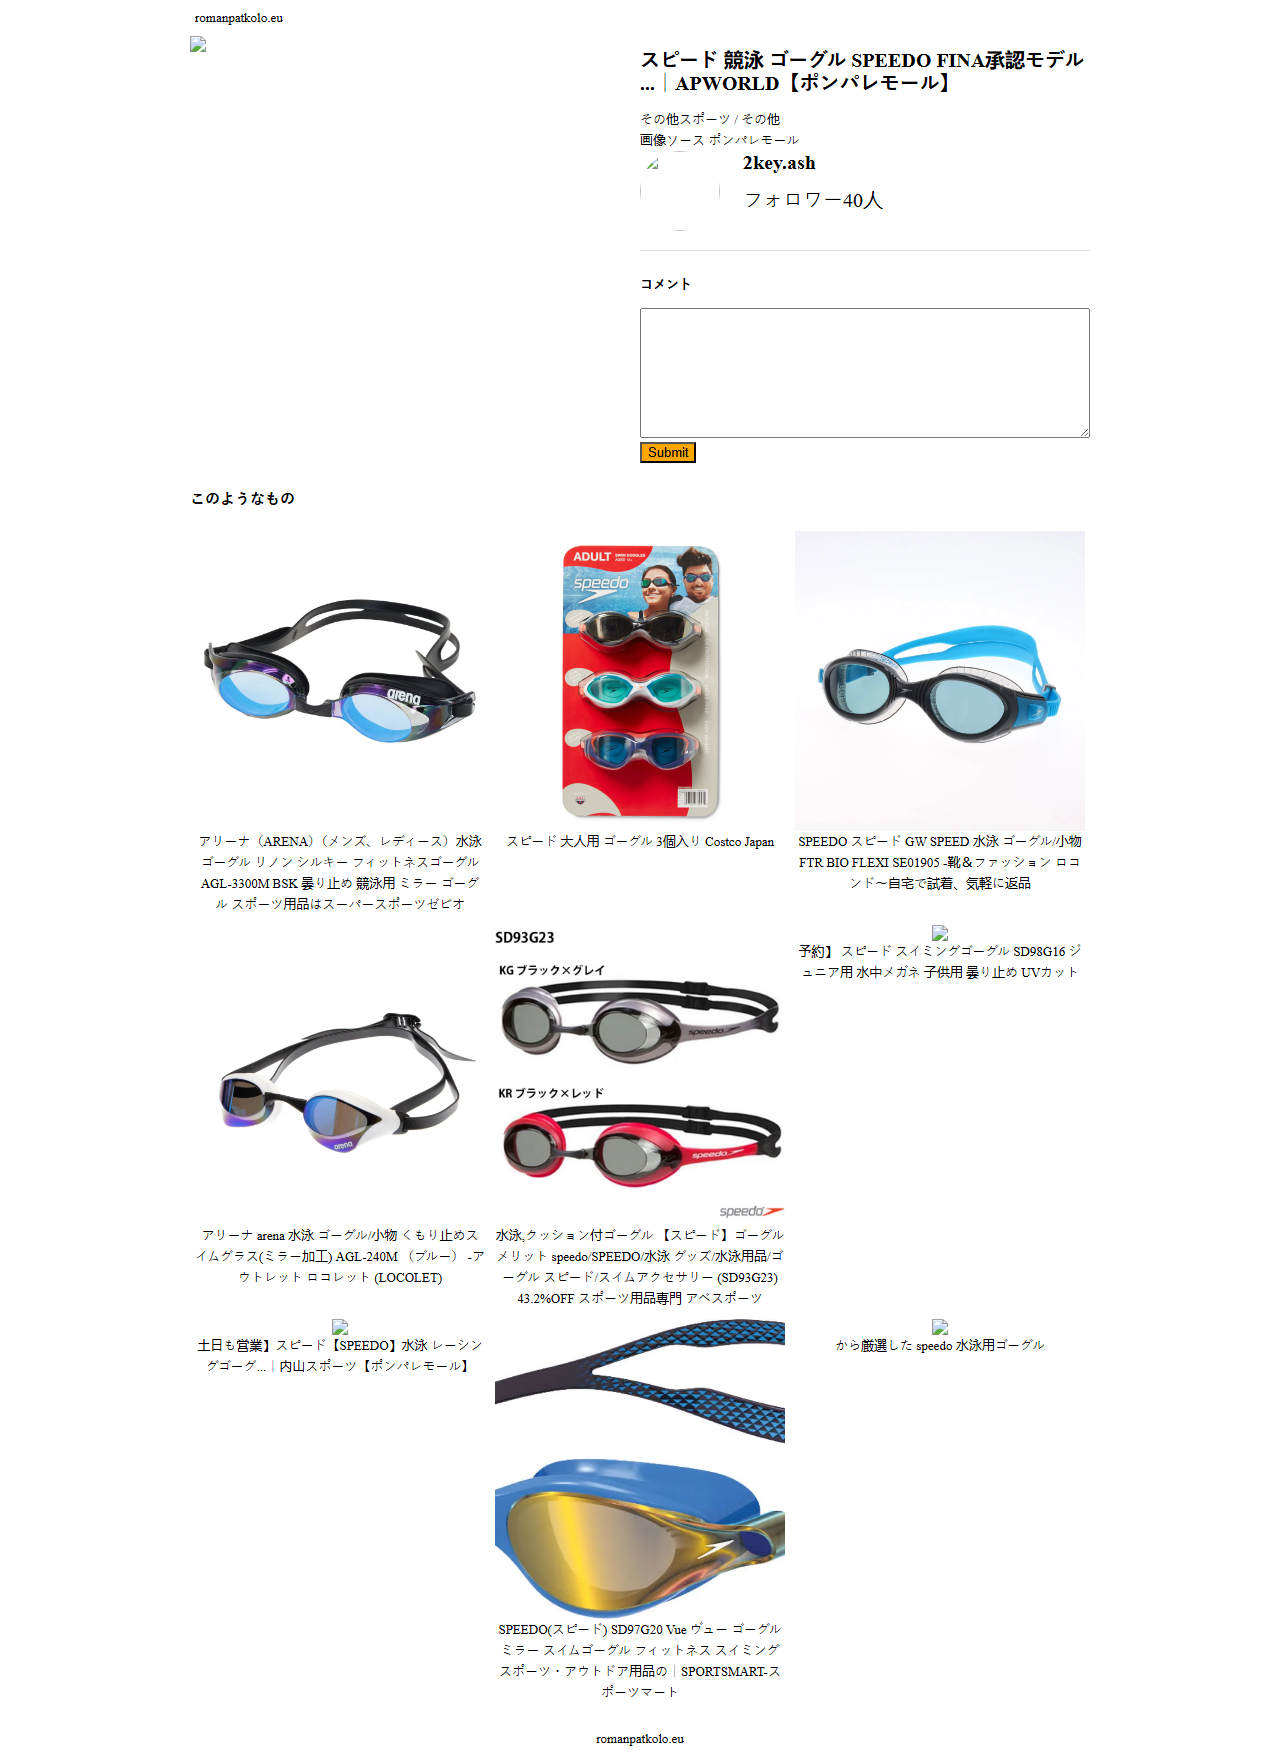 romanpatkolo.eu
スピード 競泳 ゴーグル SPEEDO FINA承認モデル
...｜APWORLD【ポンパレモール】
その他スポーツ / その他
画像ソース ポンパレモール
2key.ash
フォロワー40人
コメント
Submit
このようなもの
arena
ADULT
SWIM GOGGLES
speedo
アリーナ（ARENA）（メンズ、レディース）水泳
ゴーグル リノン シルキー フィットネスゴーグル
AGL-3300M BSK 曇り止め 競泳用 ミラー ゴーグ
ル スポーツ用品はスーパースポーツゼビオ
スピード 大人用 ゴーグル 3個入り Costco Japan
SPEEDO スピード GW SPEED 水泳 ゴーグル/小物
FTR BIO FLEXI SE01905 -靴＆ファッション ロコ
ンド〜自宅で試着、気軽に返品
arena
SD93G23
KG ブラック×グレイ
speedo
KR ブラック×レッド
speedo
speedo
予約】 スピード スイミングゴーグル SD98G16 ジ
ュニア用 水中メガネ 子供用 曇り止め UVカット
アリーナ arena 水泳 ゴーグル/小物 くもり止めス
イムグラス(ミラー加工) AGL-240M （ブルー） -ア
ウトレット ロコレット (LOCOLET)
水泳,クッション付ゴーグル 【スピード】ゴーグル
メリット speedo/SPEEDO/水泳 グッズ/水泳用品/ゴ
ーグル スピード/スイムアクセサリー (SD93G23)
43.2%OFF スポーツ用品専門 アベスポーツ
土日も営業】スピード【SPEEDO】水泳 レーシン
グゴーグ...｜内山スポーツ【ポンパレモール】
から厳選した speedo 水泳用ゴーグル
SPEEDO(スピード) SD97G20 Vue ヴュー ゴーグル
ミラー スイムゴーグル フィットネス スイミング
スポーツ・アウトドア用品の｜SPORTSMART-ス
ポーツマート
romanpatkolo.eu